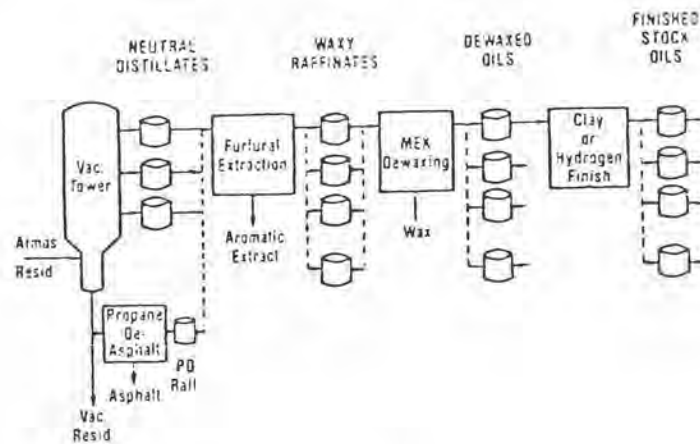 NEUTRAL
DISTILLATES
WAXY
RAFFINATES
DEWAXED
OILS
FINISHED
STOCK
OILS
Vac.
Tower
Furfural
Extraction
MEK
Dewaxing
Clay
or
Hydrogen
Finish
Atmos
Resid
Aromatic
Extract
Wax
Propane
De-
Asphalt
PD
Raff
Asphalt
Vac.
Resid